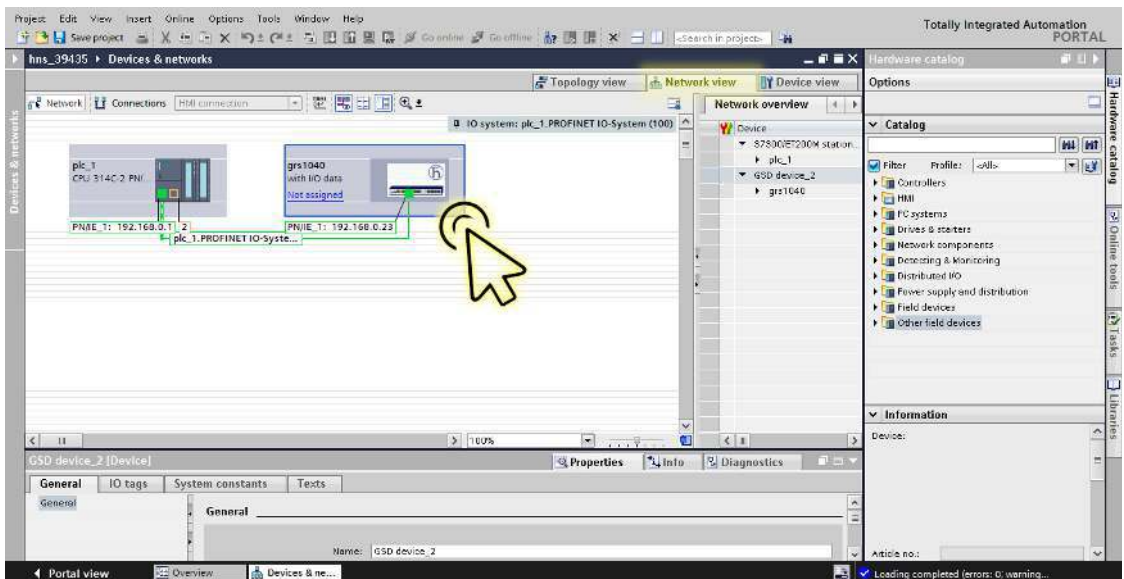 Project Edit View Insert Online Options Tools Window Help
Totally Integrated Automation
PORTAL
Save project
Go online
Go offline
<Search in project>
hns_39435 ▸ Devices & networks
Hardware catalog
Topology view
Network view
Device view
Options
Network
Connections
HMI connection
Network overview
IO system: plc_1.PROFINET IO-System (100)
Catalog
Device
S7300/ET200M station...
plc_1
GSD device_2
grs1040
plc_1
CPU 314C-2 PN/...
grs1040
with I/O data
Not assigned
PN/IE_1: 192.168.0.1
2
PN/IE_1: 192.168.0.23
plc_1.PROFINET IO-Syste...
Filter
Profile:
<All>
Controllers
HMI
PC systems
Drives & starters
Network components
Detecting & Monitoring
Distributed I/O
Power supply and distribution
Field devices
Other field devices
Devices & networks
Hardware catalog
Online tools
Tasks
Libraries
Information
Device:
Article no.:
100%
GSD device_2 [Device]
Properties
Info
Diagnostics
General
IO tags
System constants
Texts
General
General
Name:
GSD device_2
Portal view
Overview
Devices & ne...
Loading completed (errors: 0; warning...